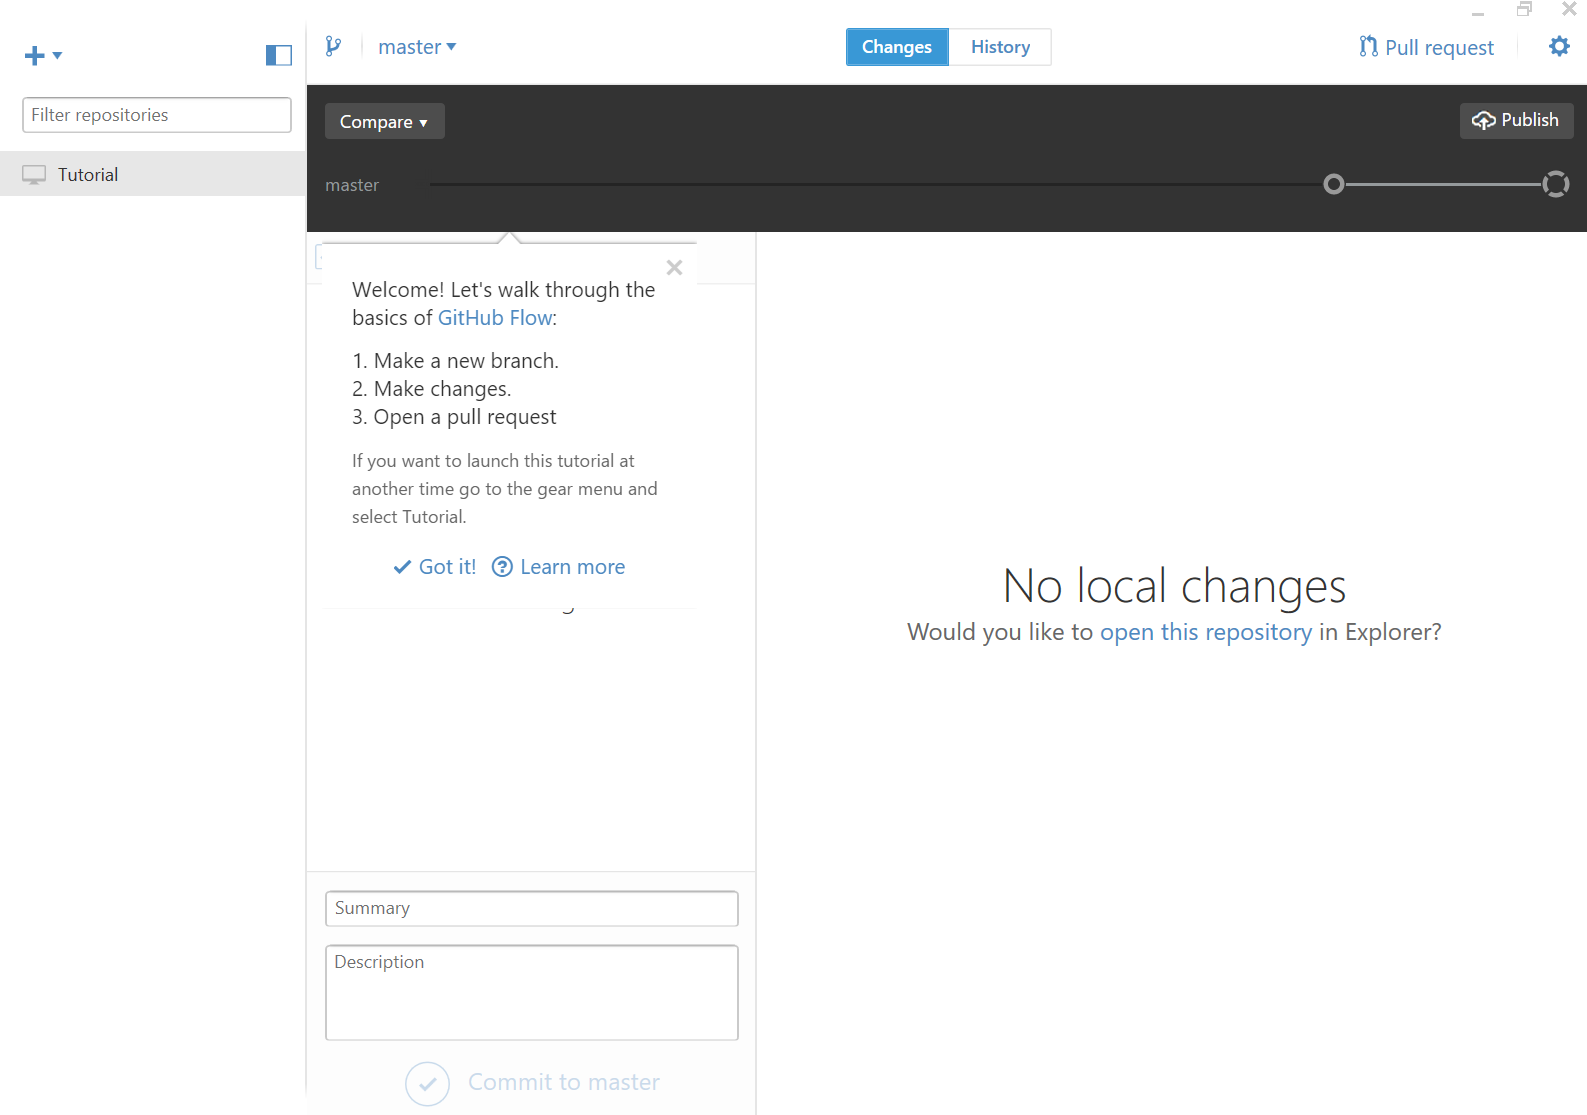 master
Changes
History
Pull request
Filter repositories
Compare
Publish
Tutorial
master
Welcome! Let's walk through the
basics of GitHub Flow:
1. Make a new branch.
2. Make changes.
3. Open a pull request
If you want to launch this tutorial at
another time go to the gear menu and
select Tutorial.
Got it!
Learn more
No local changes
Would you like to open this repository in Explorer?
Summary
Description
Commit to master